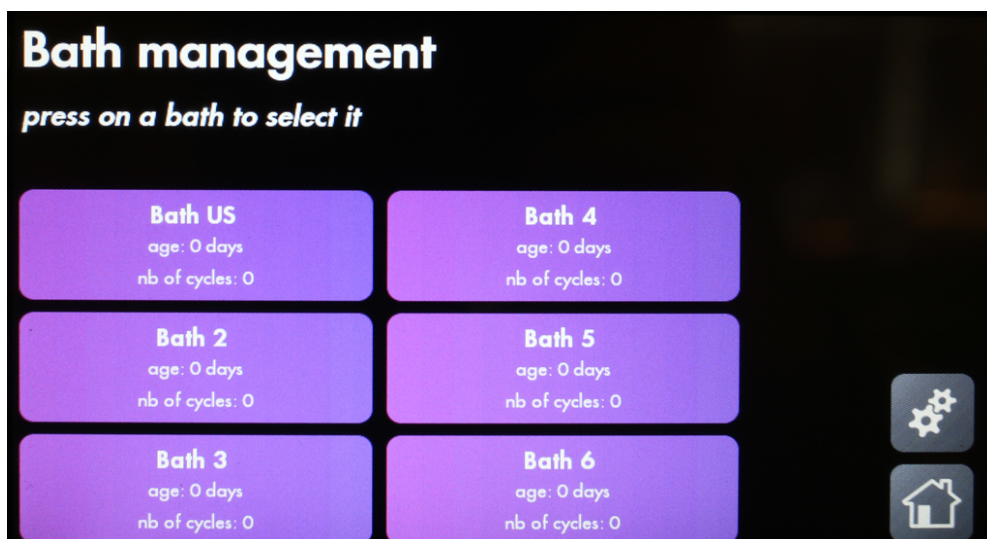 Bath management
press on a bath to select it
Bath US
age: 0 days
nb of cycles: 0
Bath 4
age: 0 days
nb of cycles: 0
Bath 2
age: 0 days
nb of cycles: 0
Bath 5
age: 0 days
nb of cycles: 0
Bath 3
age: 0 days
nb of cycles: 0
Bath 6
age: 0 days
nb of cycles: 0